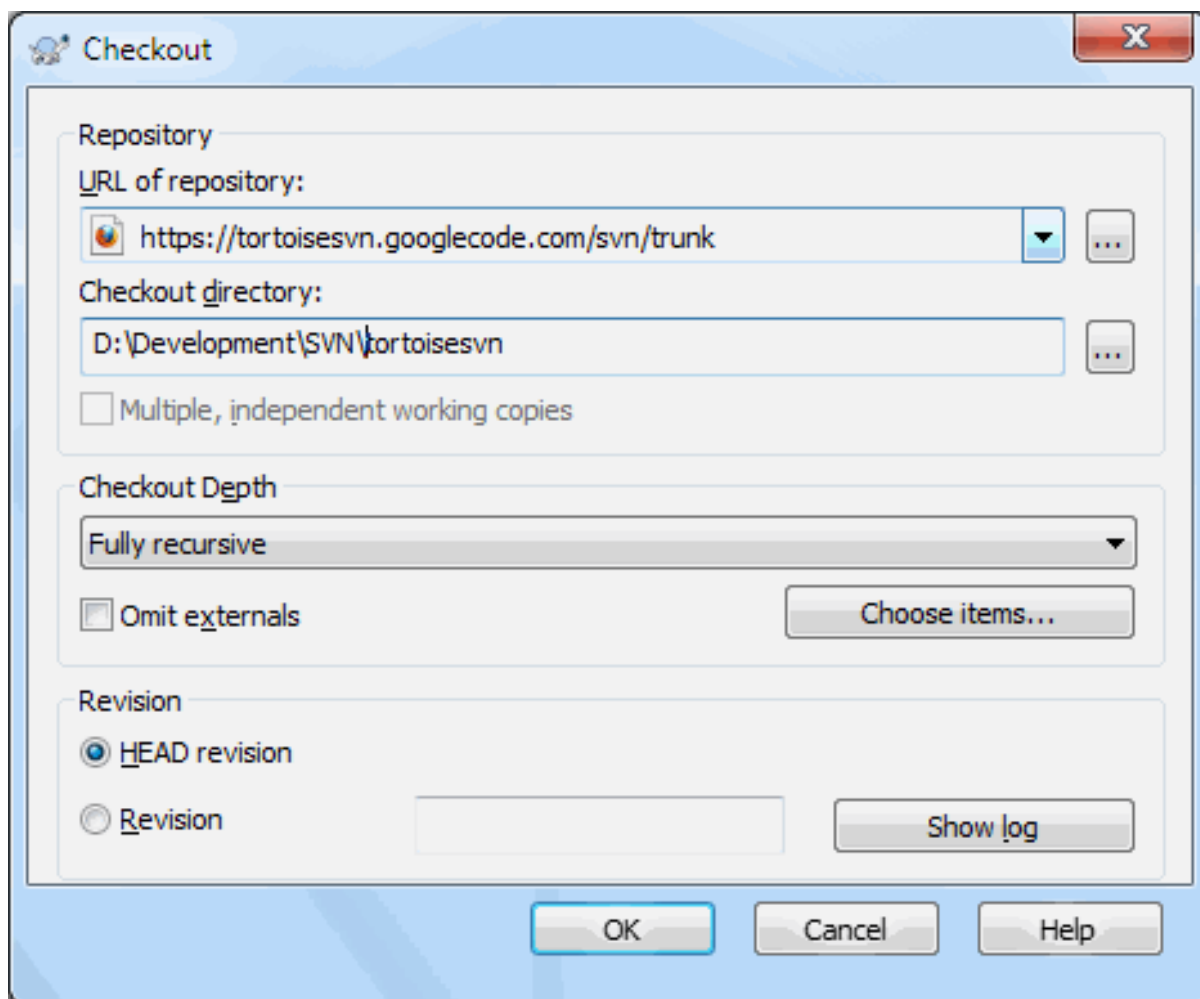 Checkout
Repository
URL of repository:
https://tortoisesvn.googlecode.com/svn/trunk
...
Checkout directory:
D:\Development\SVN\tortoisesvn
...
Multiple, independent working copies
Checkout Depth
Fully recursive
Omit externals
Choose items...
Revision
HEAD revision
Revision
Show log
OK
Cancel
Help